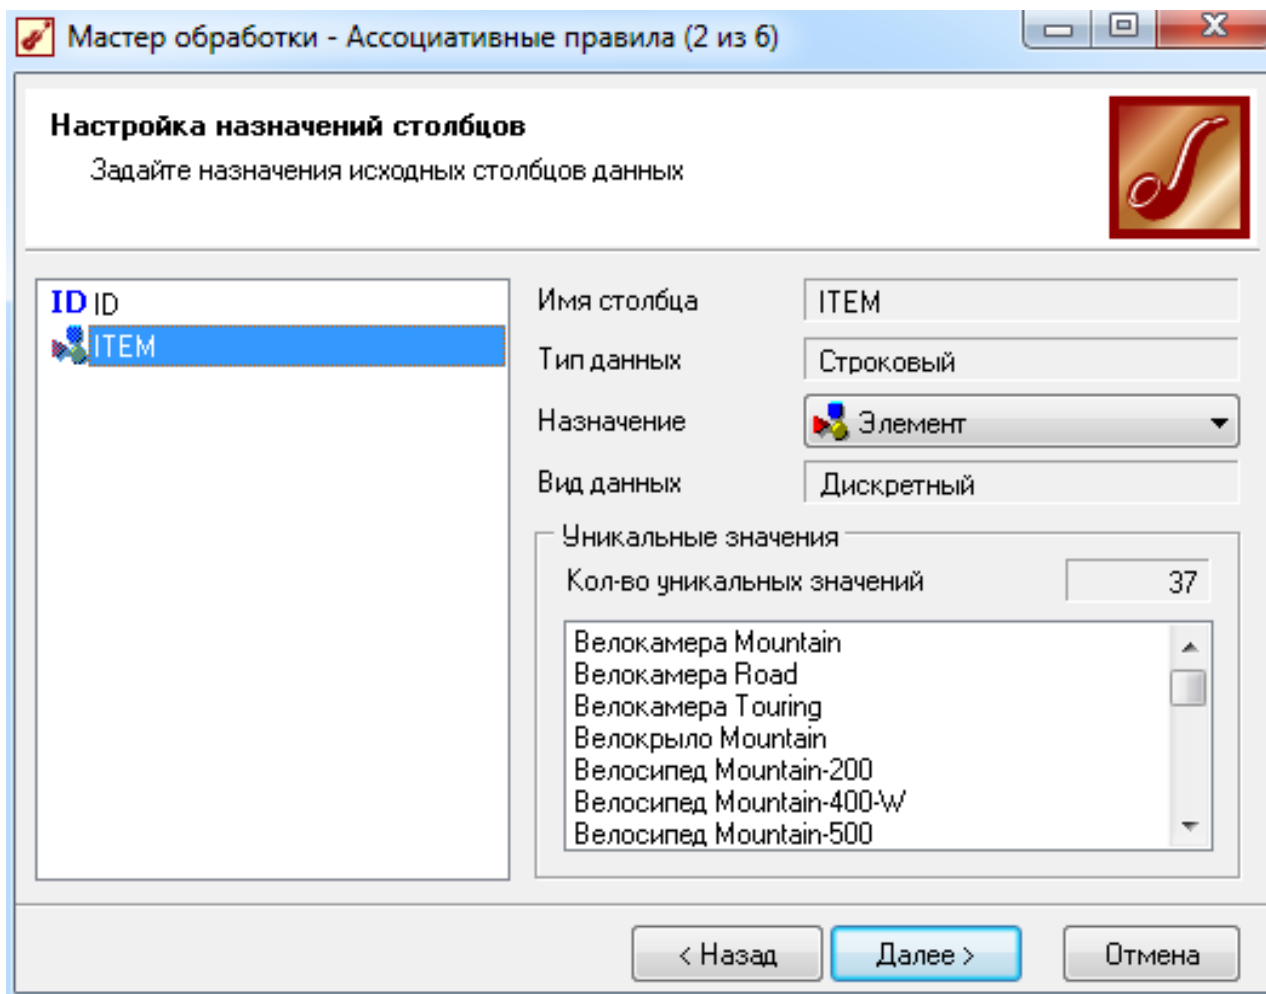 Мастер обработки - Ассоциативные правила (2 из 6)
Настройка назначений столбцов
Задайте назначения исходных столбцов данных
ID ID
ITEM
Имя столбца ITEM
Тип данных Строковый
Назначение Элемент
Вид данных Дискретный
Уникальные значения
Кол-во уникальных значений 37
Велокамера Mountain
Велокамера Road
Велокамера Touring
Велокрыло Mountain
Велосипед Mountain-200
Велосипед Mountain-400-W
Велосипед Mountain-500
< Назад Далее > Отмена